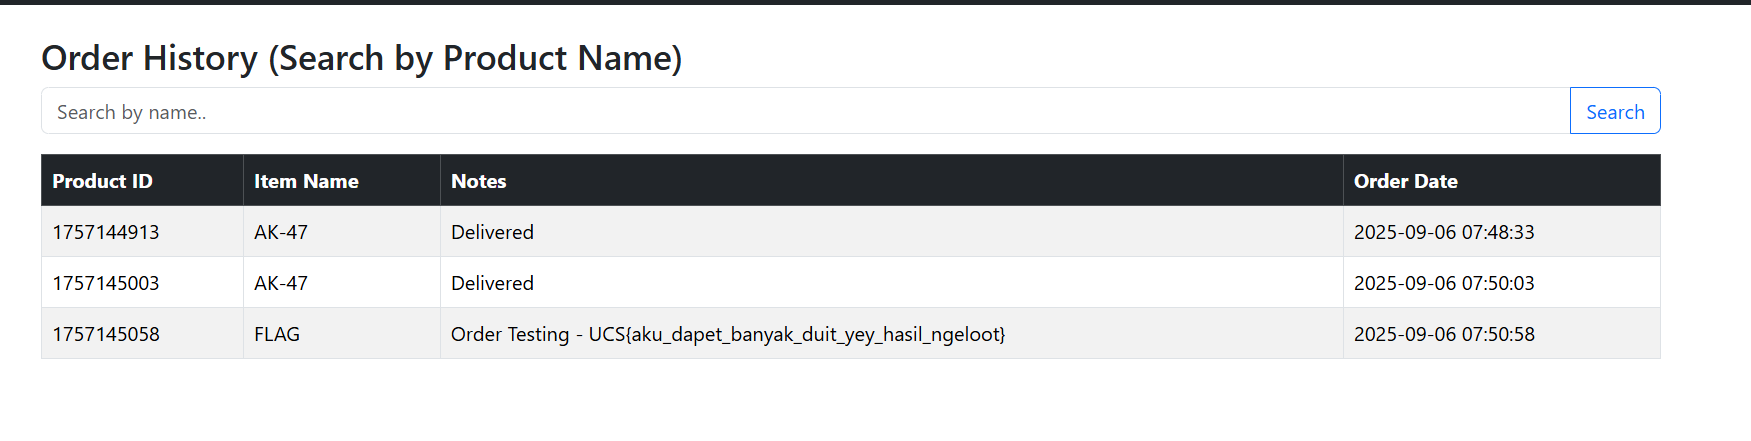 Order History (Search by Product Name)
Search by name..
Search
Product ID Item Name Notes Order Date
1757144913 AK-47 Delivered 2025-09-06 07:48:33
1757145003 AK-47 Delivered 2025-09-06 07:50:03
1757145058 FLAG Order Testing - UCS{aku_dapet_banyak_duit_yey_hasil_ngeloot} 2025-09-06 07:50:58